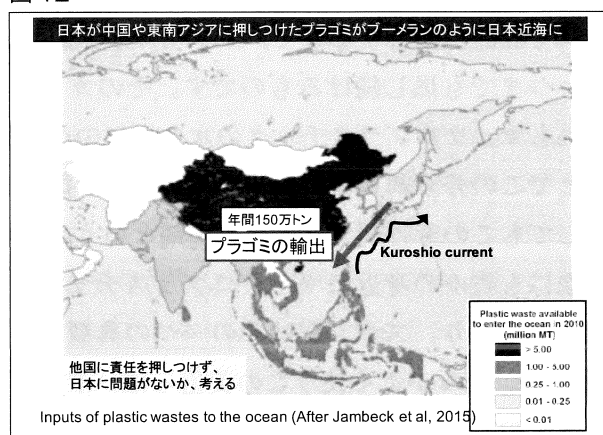 日本が中国や東南アジアに押しつけたプラゴミがブーメランのように日本近海に
年間150万トン
プラゴミの輸出
Kuroshio current
Plastic waste available
to enter the ocean in 2010
(million MT)
> 5.00
1.00 - 5.00
0.25 - 1.00
0.01 - 0.25
< 0.01
他国に責任を押しつけず、
日本に問題がないか、考える
Inputs of plastic wastes to the ocean (After Jambeck et al, 2015)